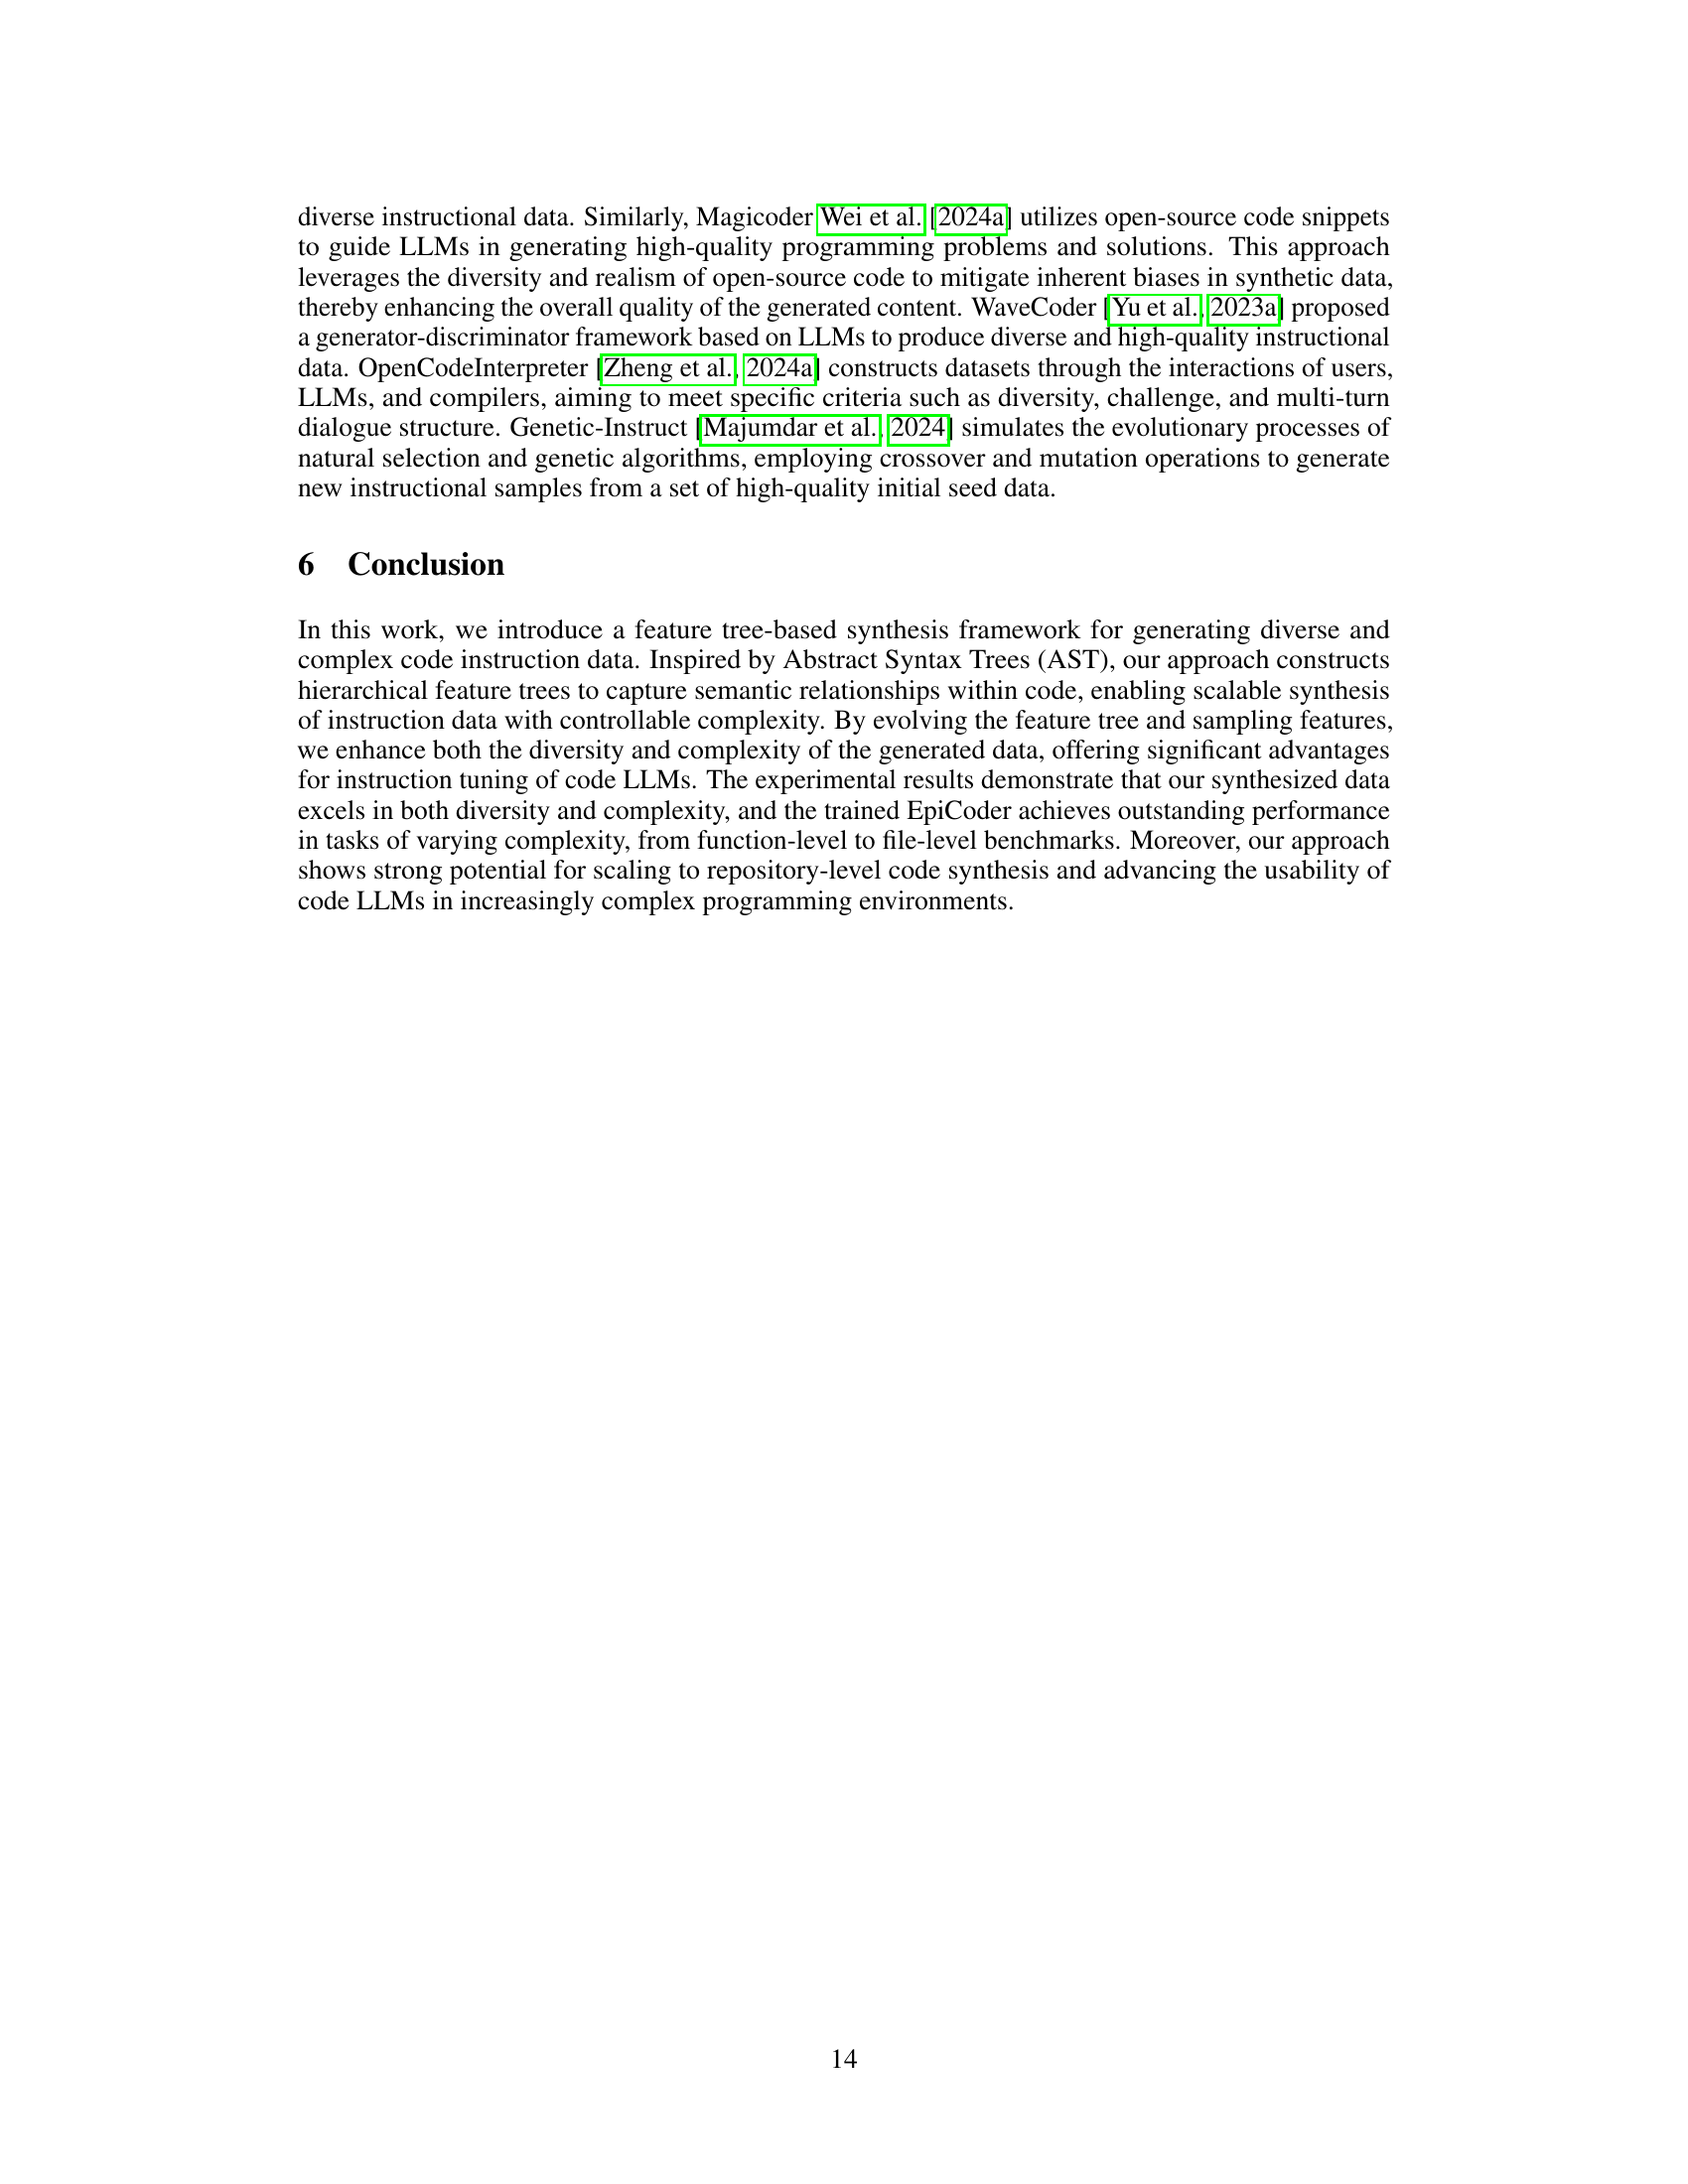 diverse instructional data. Similarly, Magicoder Wei et al. [2024a] utilizes open-source code snippets
to guide LLMs in generating high-quality programming problems and solutions. This approach
leverages the diversity and realism of open-source code to mitigate inherent biases in synthetic data,
thereby enhancing the overall quality of the generated content. WaveCoder [Yu et al., 2023a] proposed
a generator-discriminator framework based on LLMs to produce diverse and high-quality instructional
data. OpenCodeInterpreter [Zheng et al., 2024a] constructs datasets through the interactions of users,
LLMs, and compilers, aiming to meet specific criteria such as diversity, challenge, and multi-turn
dialogue structure. Genetic-Instruct [Majumdar et al., 2024] simulates the evolutionary processes of
natural selection and genetic algorithms, employing crossover and mutation operations to generate
new instructional samples from a set of high-quality initial seed data.
6 Conclusion
In this work, we introduce a feature tree-based synthesis framework for generating diverse and
complex code instruction data. Inspired by Abstract Syntax Trees (AST), our approach constructs
hierarchical feature trees to capture semantic relationships within code, enabling scalable synthesis
of instruction data with controllable complexity. By evolving the feature tree and sampling features,
we enhance both the diversity and complexity of the generated data, offering significant advantages
for instruction tuning of code LLMs. The experimental results demonstrate that our synthesized data
excels in both diversity and complexity, and the trained EpiCoder achieves outstanding performance
in tasks of varying complexity, from function-level to file-level benchmarks. Moreover, our approach
shows strong potential for scaling to repository-level code synthesis and advancing the usability of
code LLMs in increasingly complex programming environments.
14